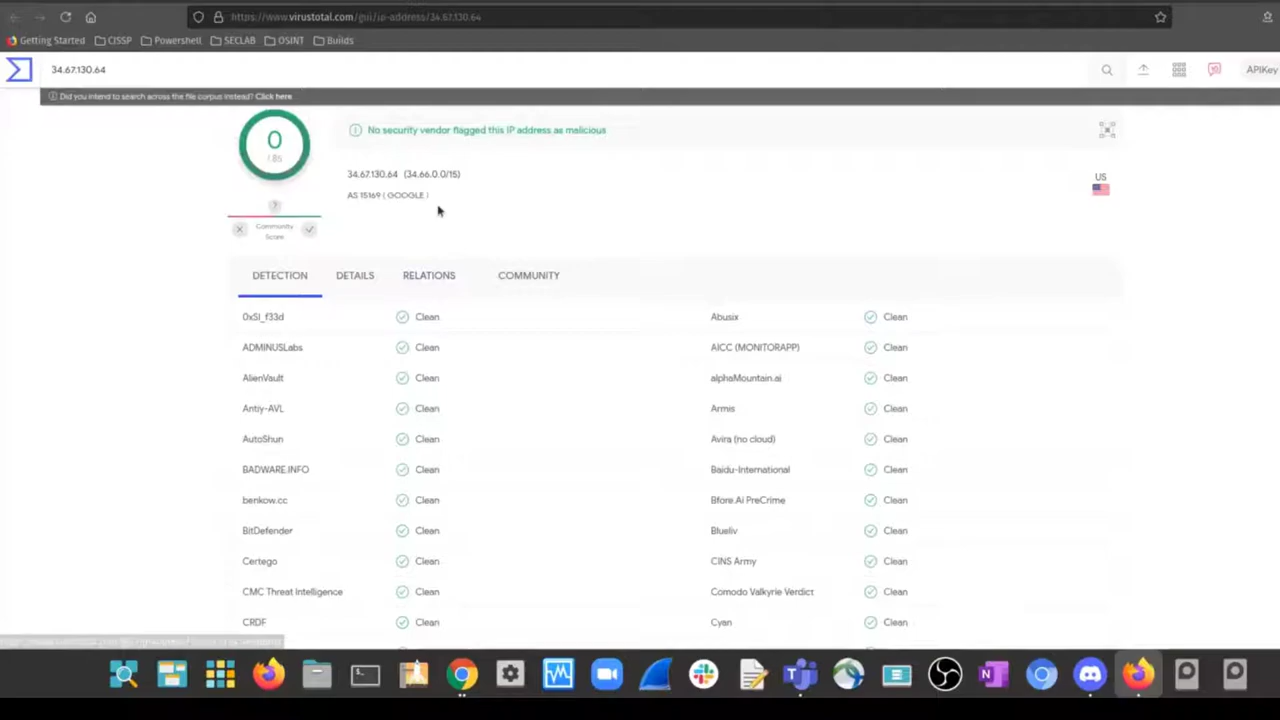 https://www.virustotal.com/gui/ip-address/34.67.130.64
Getting Started CISSP Powershell SECLAB OSINT Builds
34.67.130.64
APIKey
Did you intend to search across the file corpus instead? Click here
0
/ 86
No security vendor flagged this IP address as malicious
34.67.130.64 (34.66.0.0/15)
AS 15169 ( GOOGLE )
US
?
Community
Score
DETECTION DETAILS RELATIONS COMMUNITY
0xSI_f33d Clean Abusix Clean
ADMINUSLabs Clean AICC (MONITORAPP) Clean
AlienVault Clean alphaMountain.ai Clean
Antiy-AVL Clean Armis Clean
AutoShun Clean Avira (no cloud) Clean
BADWARE.INFO Clean Baidu-International Clean
benkow.cc Clean Bfore.Ai PreCrime Clean
BitDefender Clean Blueliv Clean
Certego Clean CINS Army Clean
CMC Threat Intelligence Clean Comodo Valkyrie Verdict Clean
CRDF Clean Cyan Clean